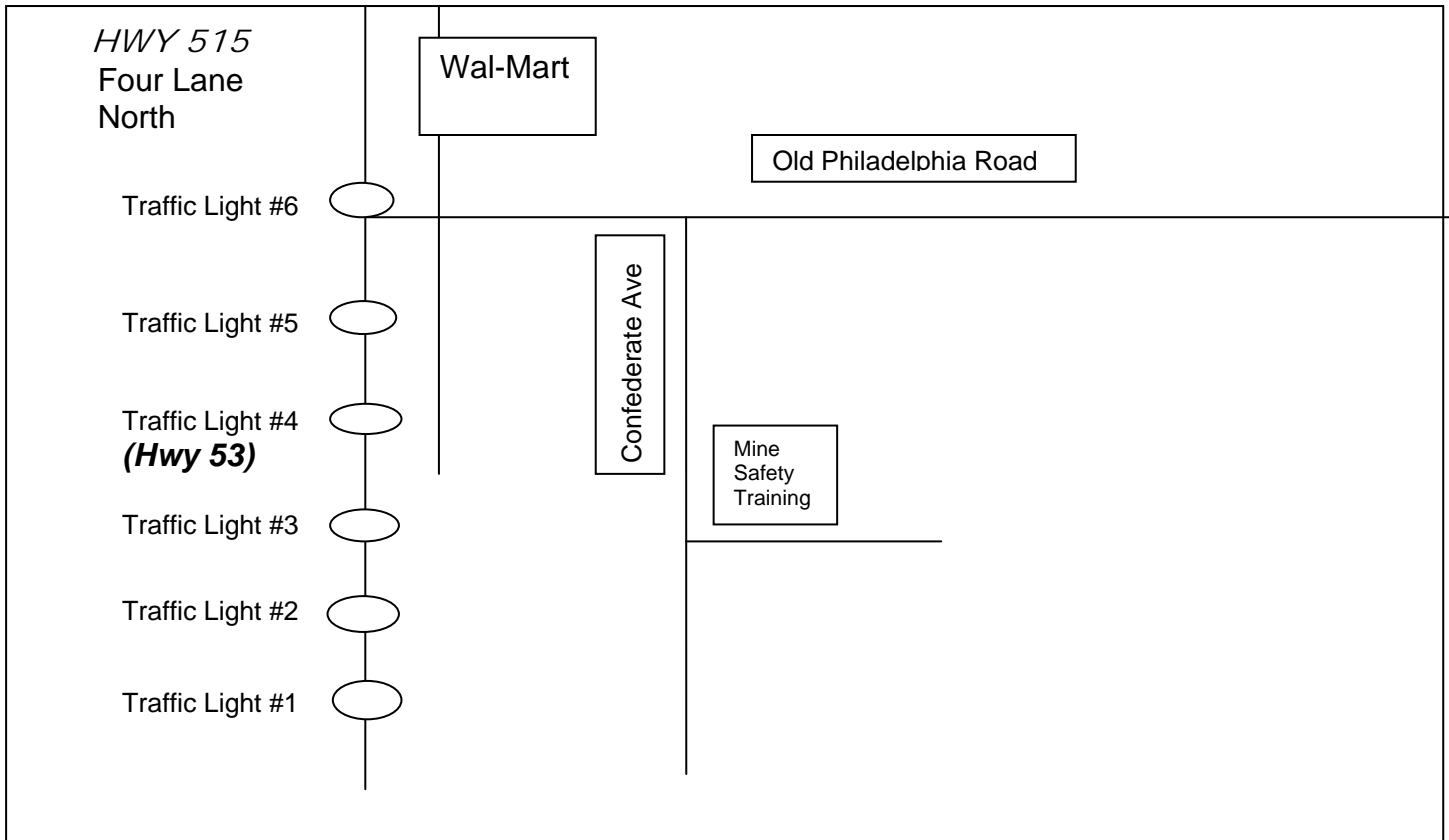 HWY 515
Four Lane
North
Wal-Mart
Old Philadelphia Road
Traffic Light #6
Traffic Light #5
Confederate Ave
Traffic Light #4
(Hwy 53)
Mine
Safety
Training
Traffic Light #3
Traffic Light #2
Traffic Light #1